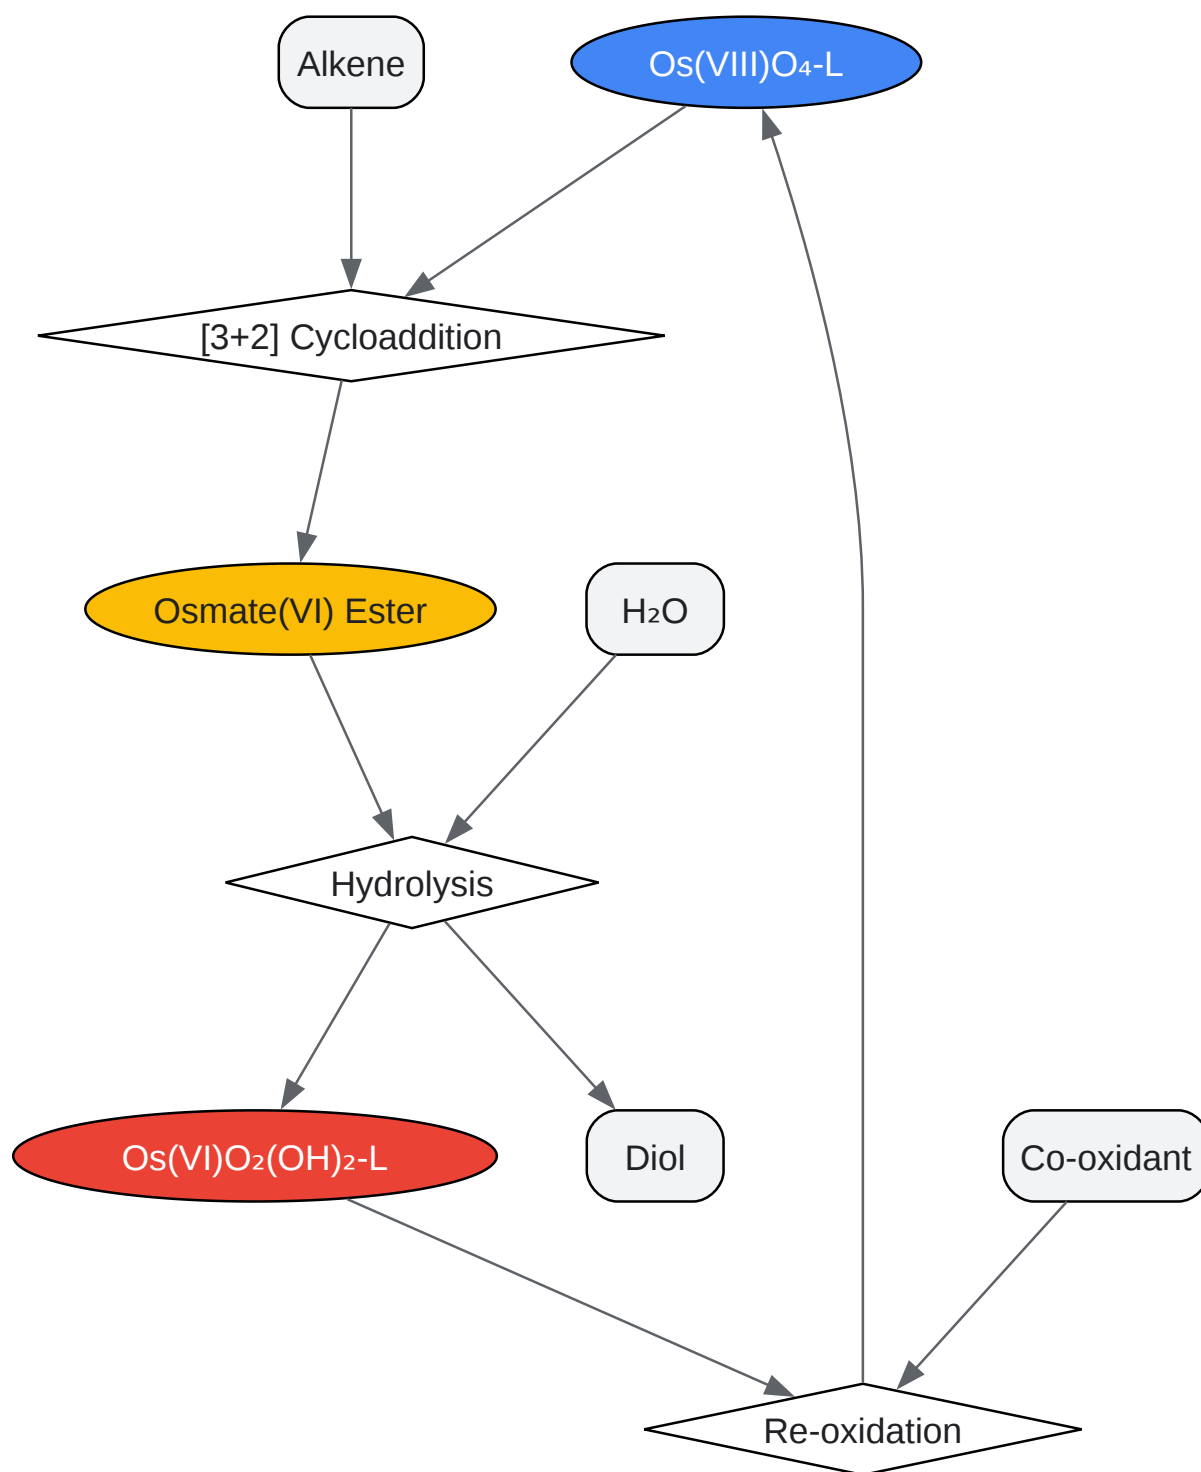 Alkene
Os(VIII)O₄-L
[3+2] Cycloaddition
Osmate(VI) Ester
H₂O
Hydrolysis
Os(VI)O₂(OH)₂-L
Diol
Co-oxidant
Re-oxidation